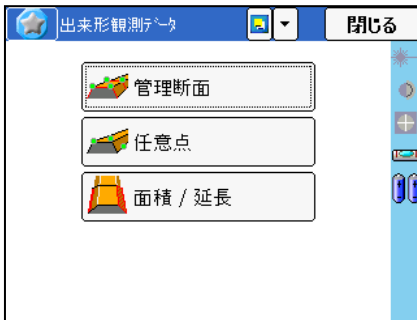 出来形観測ﾃﾞｰﾀ
閉じる
管理断面
任意点
面積 / 延長